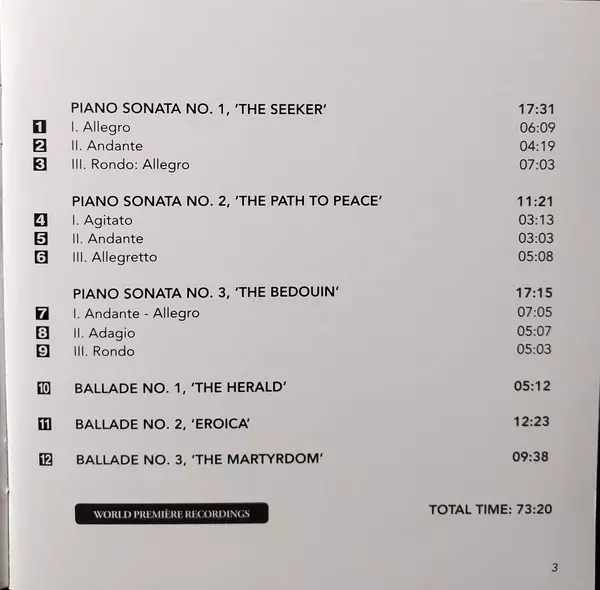 PIANO SONATA NO. 1, 'THE SEEKER' 17:31
1 I. Allegro 06:09
2 II. Andante 04:19
3 III. Rondo: Allegro 07:03
PIANO SONATA NO. 2, 'THE PATH TO PEACE' 11:21
4 I. Agitato 03:13
5 II. Andante 03:03
6 III. Allegretto 05:08
PIANO SONATA NO. 3, 'THE BEDOUIN' 17:15
7 I. Andante - Allegro 07:05
8 II. Adagio 05:07
9 III. Rondo 05:03
10 BALLADE NO. 1, 'THE HERALD' 05:12
11 BALLADE NO. 2, 'EROICA' 12:23
12 BALLADE NO. 3, 'THE MARTYRDOM' 09:38
WORLD PREMIÈRE RECORDINGS TOTAL TIME: 73:20
3